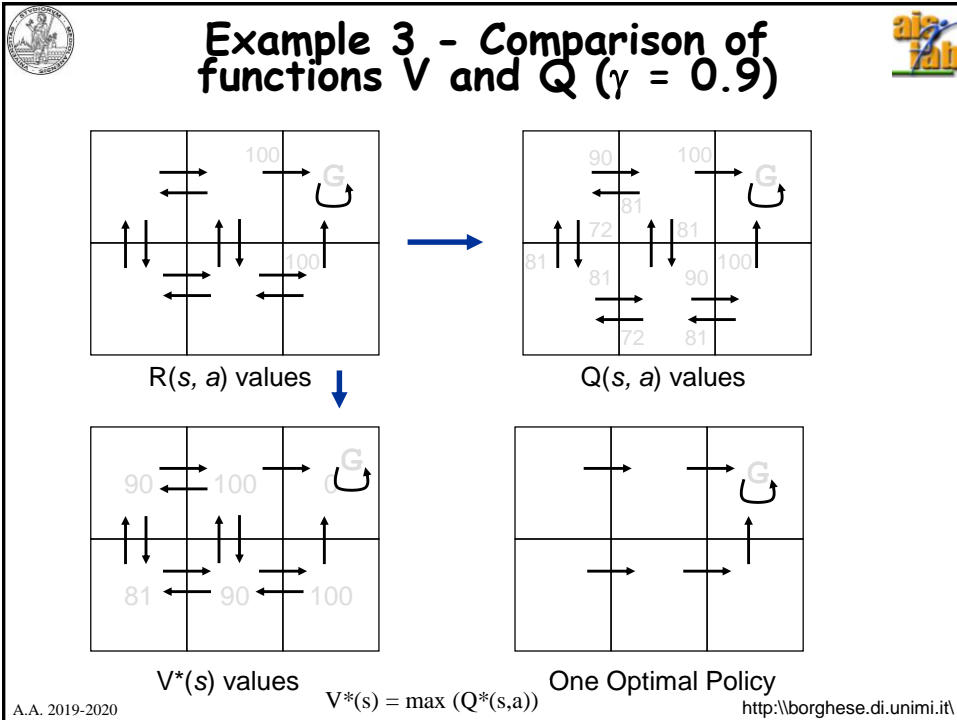 Example 3 - Comparison of
functions V and Q (γ = 0.9)
100
G
100
R(s, a) values
90
100
G
81
72
81
81
81
90
100
72
81
Q(s, a) values
90
100
0
G
81
90
100
V*(s) values
G
One Optimal Policy
A.A. 2019-2020
V*(s) = max (Q*(s,a))
http:\\borghese.di.unimi.it\